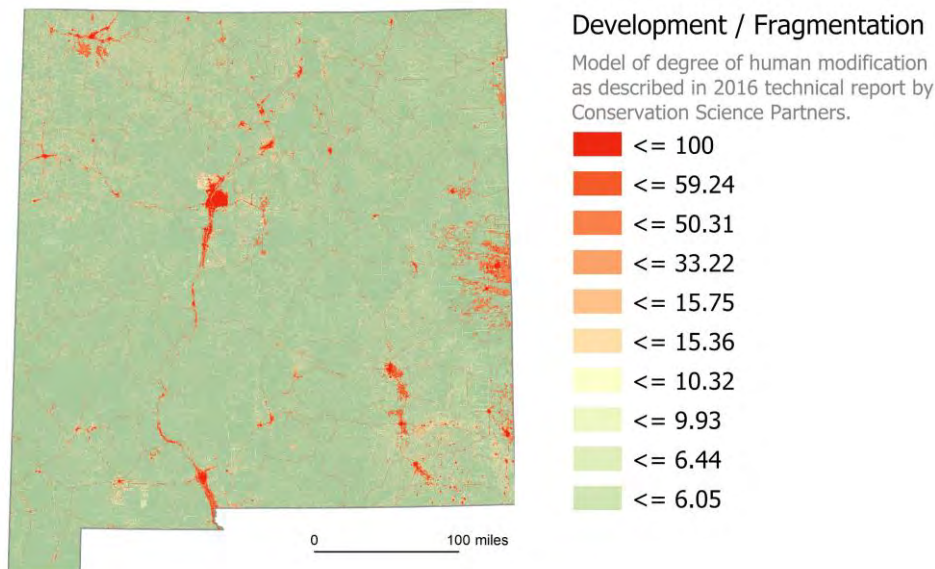 Development / Fragmentation
Model of degree of human modification
as described in 2016 technical report by
Conservation Science Partners.
<= 100
<= 59.24
<= 50.31
<= 33.22
<= 15.75
<= 15.36
<= 10.32
<= 9.93
<= 6.44
<= 6.05
0 100 miles